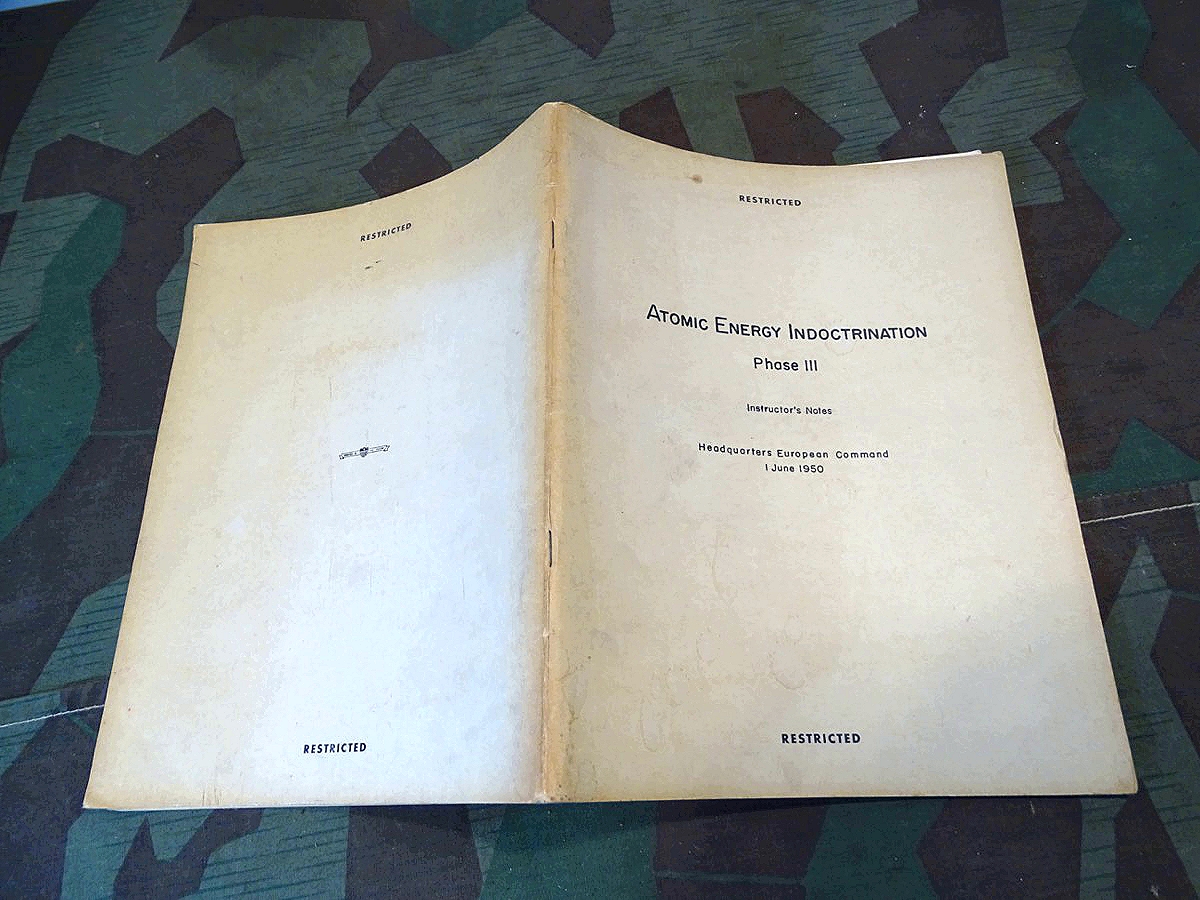 RESTRICTED
RESTRICTED
RESTRICTED
ATOMIC ENERGY INDOCTRINATION
Phase III
Instructor's Notes
Headquarters European Command
1 June 1950
RESTRICTED